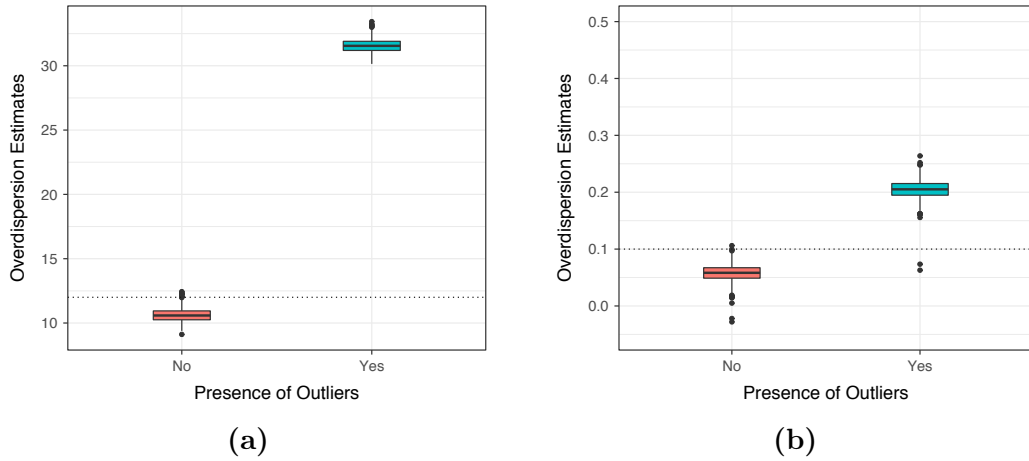 Overdispersion Estimates
30
25
20
15
10
No
Yes
Presence of Outliers
(a)
Overdispersion Estimates
0.5
0.4
0.3
0.2
0.1
0.0
No
Yes
Presence of Outliers
(b)